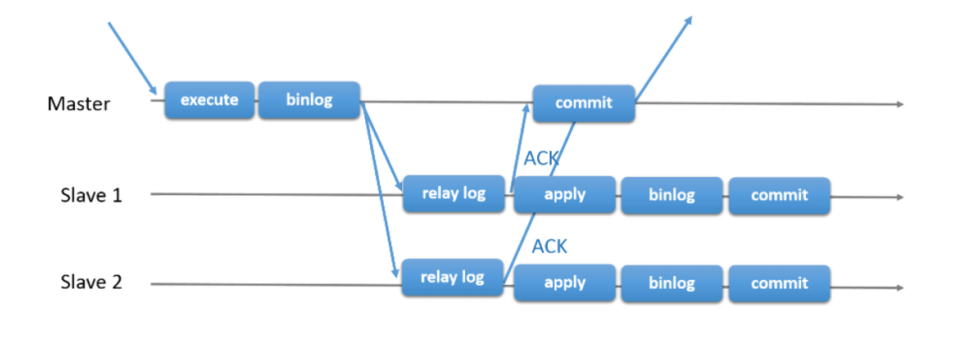 Master execute binlog commit
ACK
Slave 1 relay log apply binlog commit
ACK
Slave 2 relay log apply binlog commit